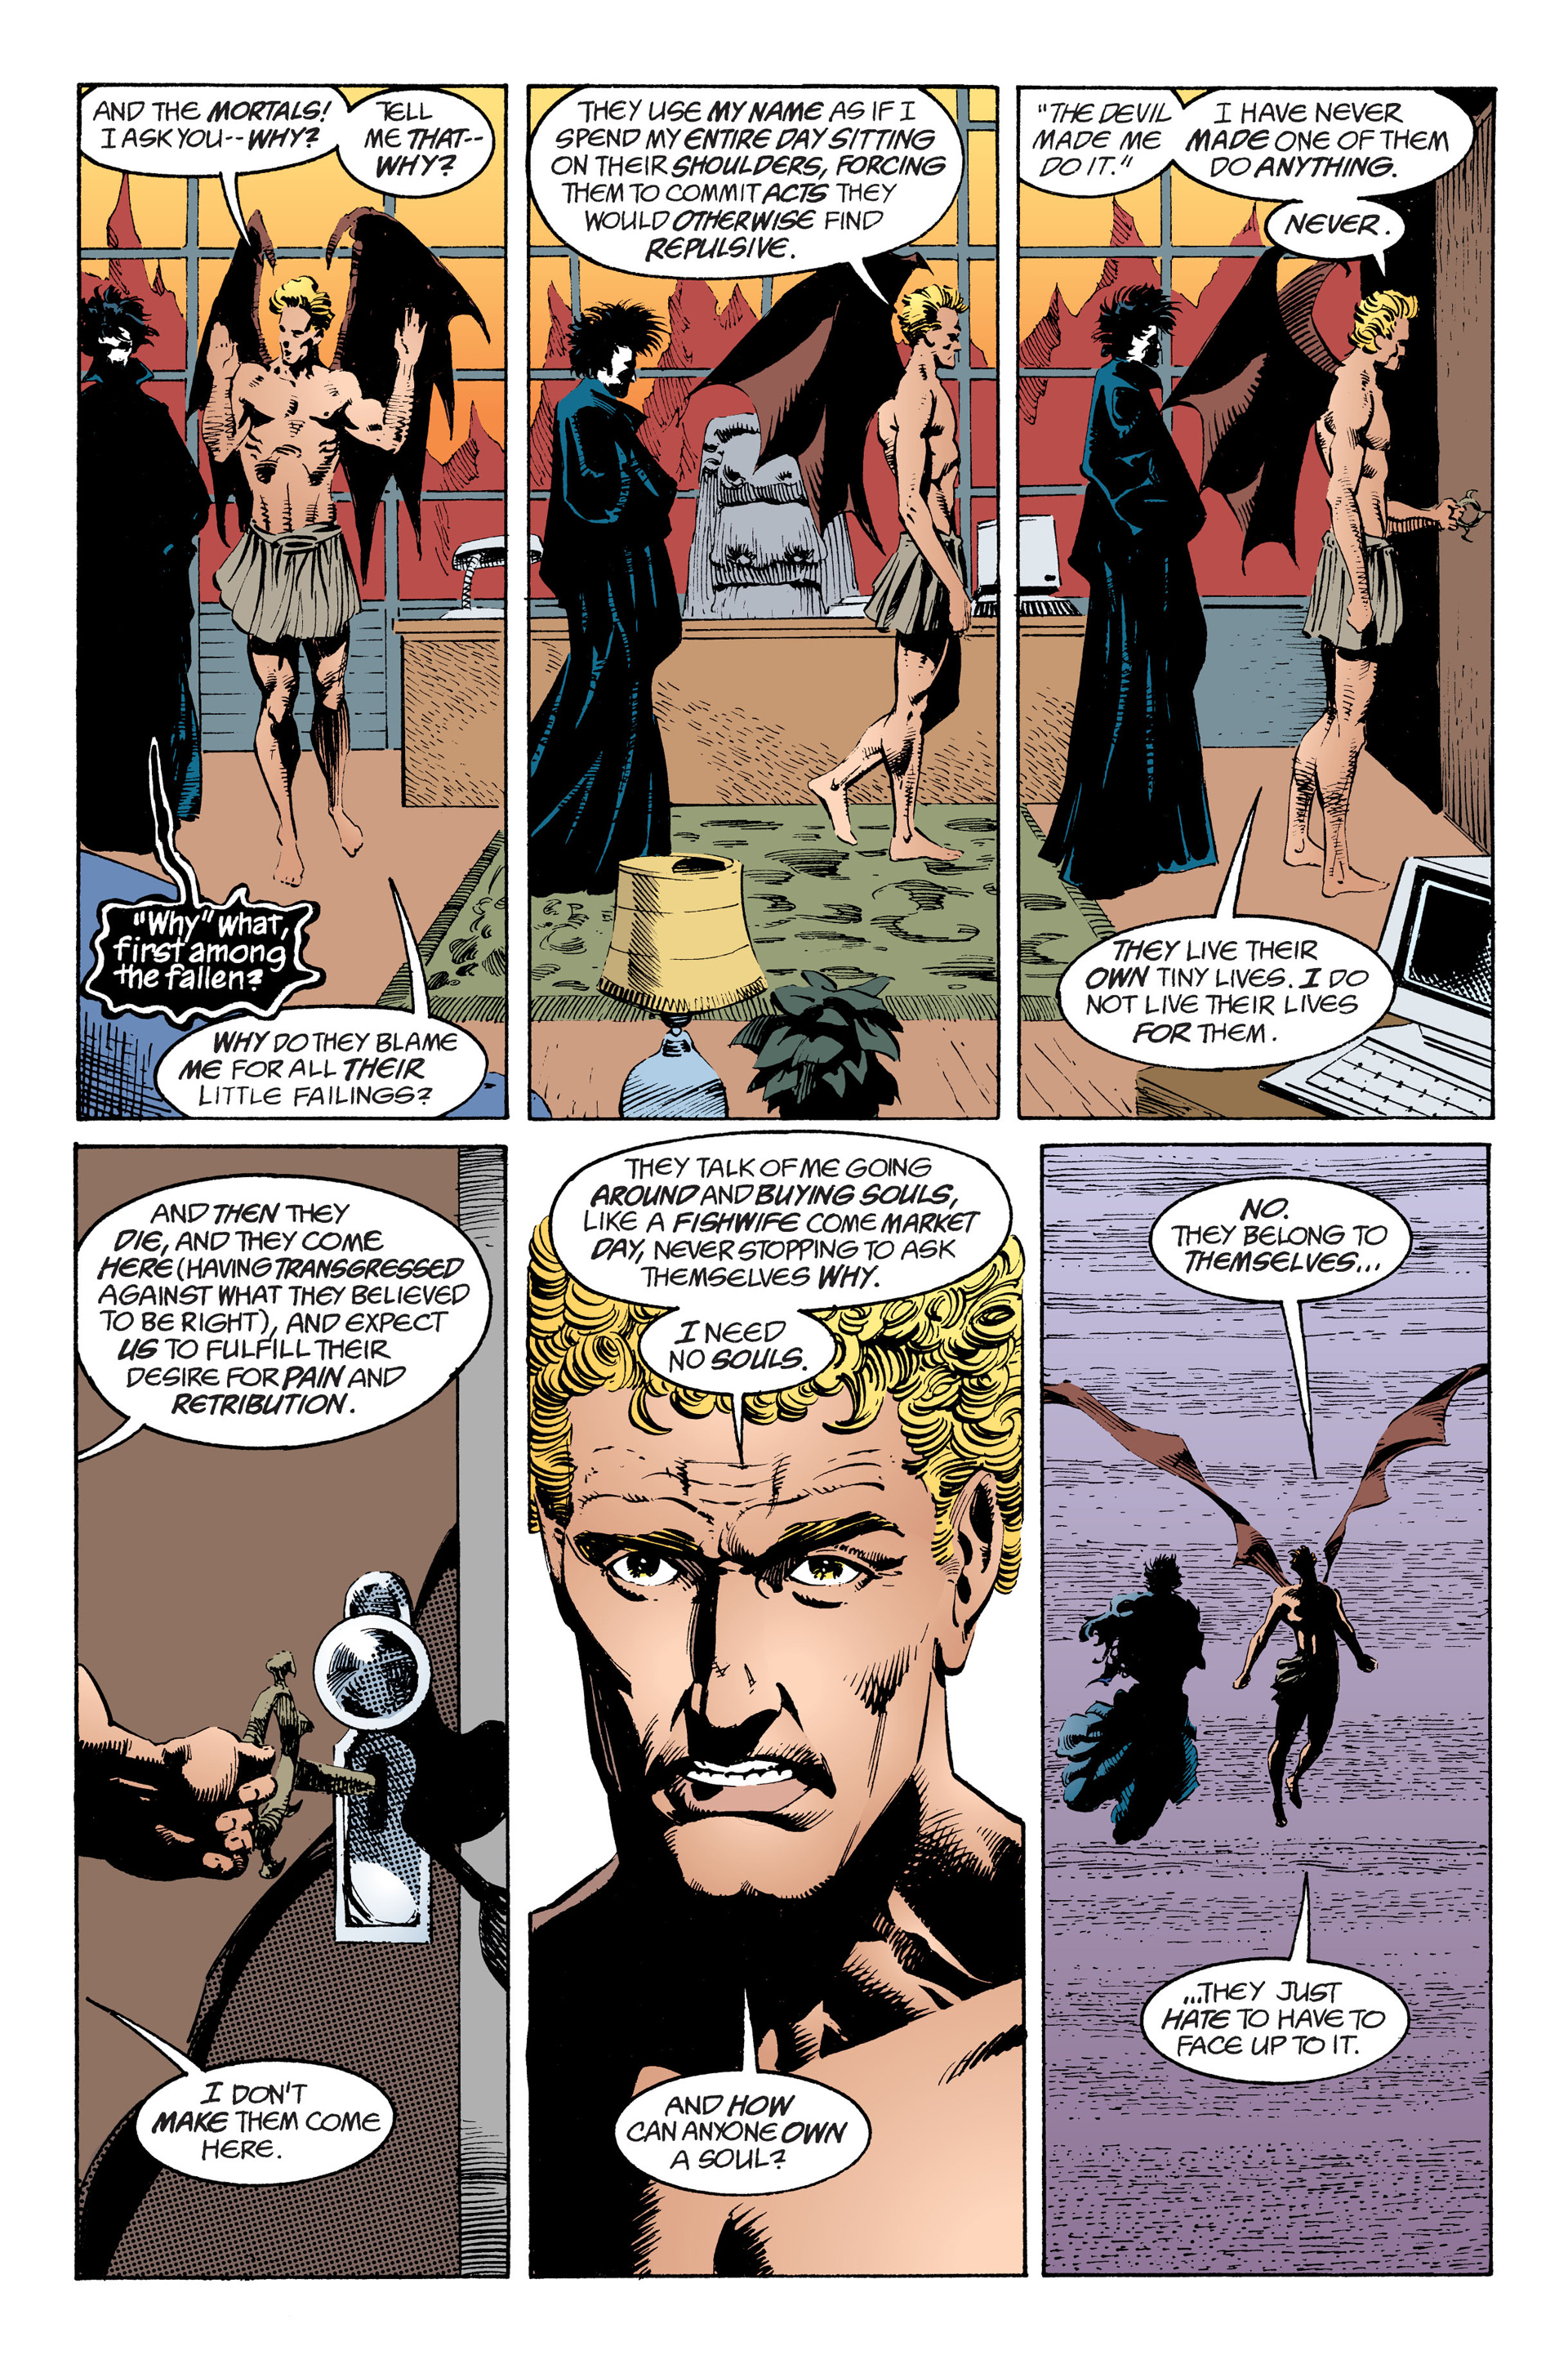 AND THE MORTALS!
I ASK YOU-- WHY?
TELL
ME THAT--
WHY?
"Why" what,
first among
the fallen?
WHY DO THEY BLAME
ME FOR ALL THEIR
LITTLE FAILINGS?
THEY USE MY NAME AS IF I
SPEND MY ENTIRE DAY SITTING
ON THEIR SHOULDERS, FORCING
THEM TO COMMIT ACTS THEY
WOULD OTHERWISE FIND
REPULSIVE.
"THE DEVIL
MADE ME
DO IT."
I HAVE NEVER
MADE ONE OF THEM
DO ANYTHING.
NEVER.
THEY LIVE THEIR
OWN TINY LIVES. I DO
NOT LIVE THEIR LIVES
FOR THEM.
AND THEN THEY
DIE, AND THEY COME
HERE (HAVING TRANSGRESSED
AGAINST WHAT THEY BELIEVED
TO BE RIGHT), AND EXPECT
US TO FULFILL THEIR
DESIRE FOR PAIN AND
RETRIBUTION.
I DON'T
MAKE THEM COME
HERE.
THEY TALK OF ME GOING
AROUND AND BUYING SOULS,
LIKE A FISHWIFE COME MARKET
DAY, NEVER STOPPING TO ASK
THEMSELVES WHY.
I NEED
NO SOULS.
AND HOW
CAN ANYONE OWN
A SOUL?
NO.
THEY BELONG TO
THEMSELVES...
...THEY JUST
HATE TO HAVE TO
FACE UP TO IT.